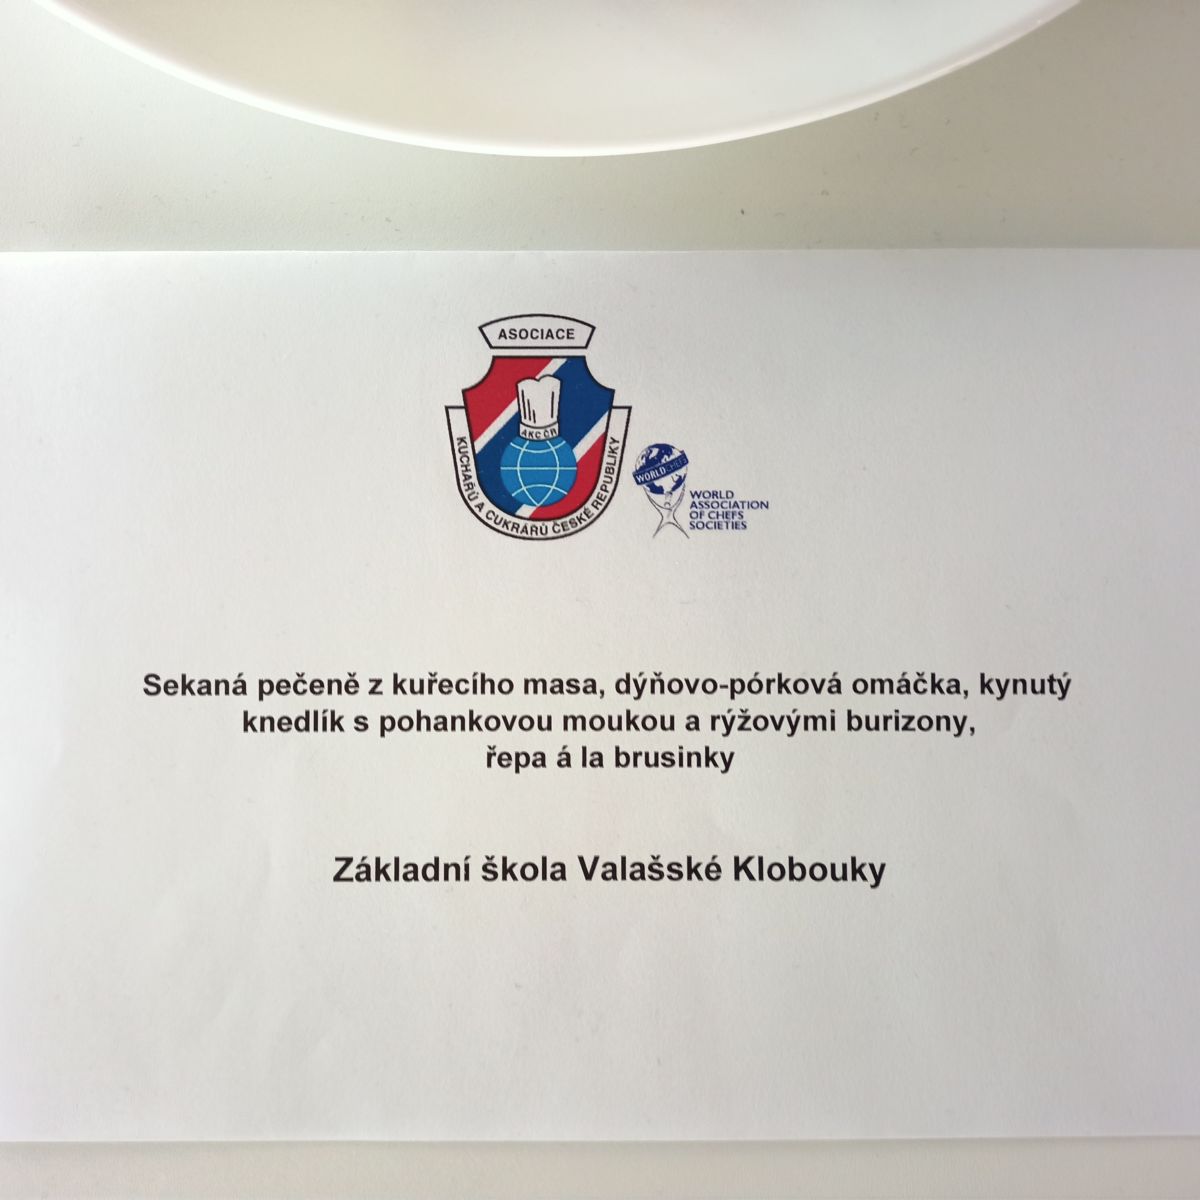 ASOCIACE
AKC ČR
KUCHAŘŮ A CUKRÁŘŮ ČESKÉ REPUBLIKY
WORLDCHEFS
WORLD
ASSOCIATION
OF CHEFS
SOCIETIES
Sekaná pečeně z kuřecího masa, dýňovo-pórková omáčka, kynutý
knedlík s pohankovou moukou a rýžovými burizony,
řepa á la brusinky
Základní škola Valašské Klobouky